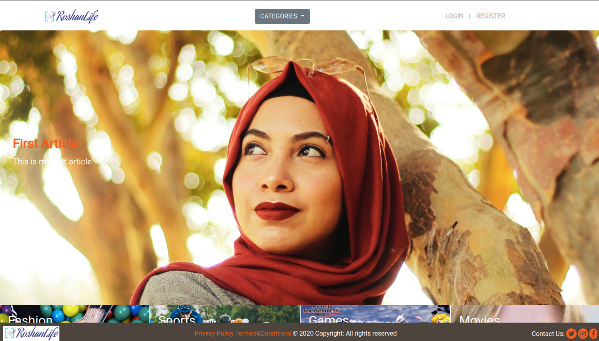 RoshanLife
CATEGORIES
LOGIN | REGISTER
First Article
This is my first article
Fashion
Sports
Games
Movies
RoshanLife
Privacy Policy Termes&Conditions © 2020 Copyright: All rights reserved
Contact Us: